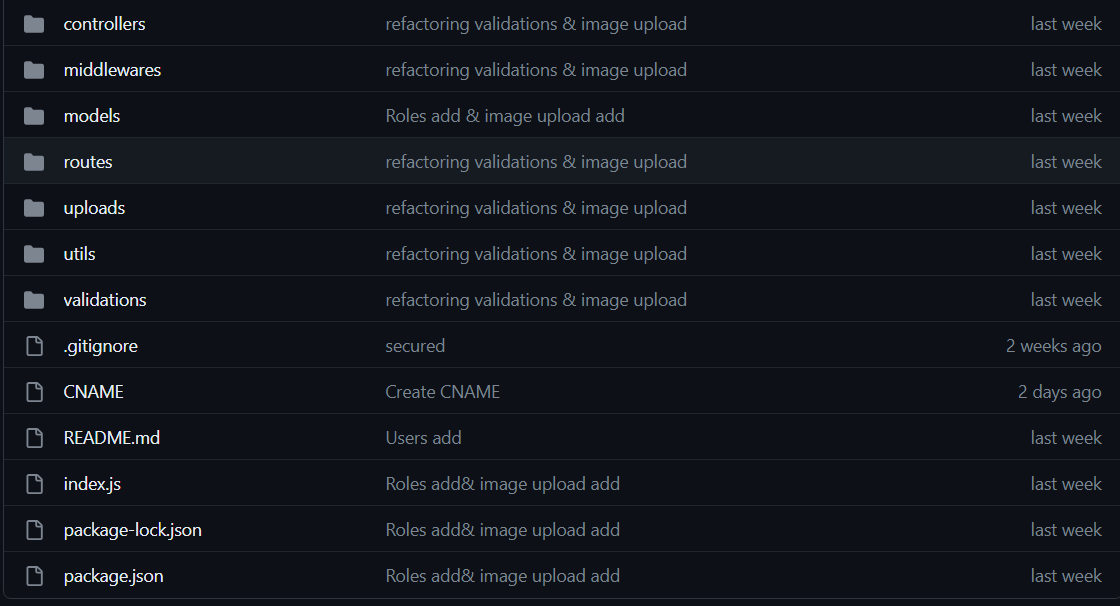 controllers refactoring validations & image upload last week
middlewares refactoring validations & image upload last week
models Roles add & image upload add last week
routes refactoring validations & image upload last week
uploads refactoring validations & image upload last week
utils refactoring validations & image upload last week
validations refactoring validations & image upload last week
.gitignore secured 2 weeks ago
CNAME Create CNAME 2 days ago
README.md Users add last week
index.js Roles add& image upload add last week
package-lock.json Roles add& image upload add last week
package.json Roles add& image upload add last week